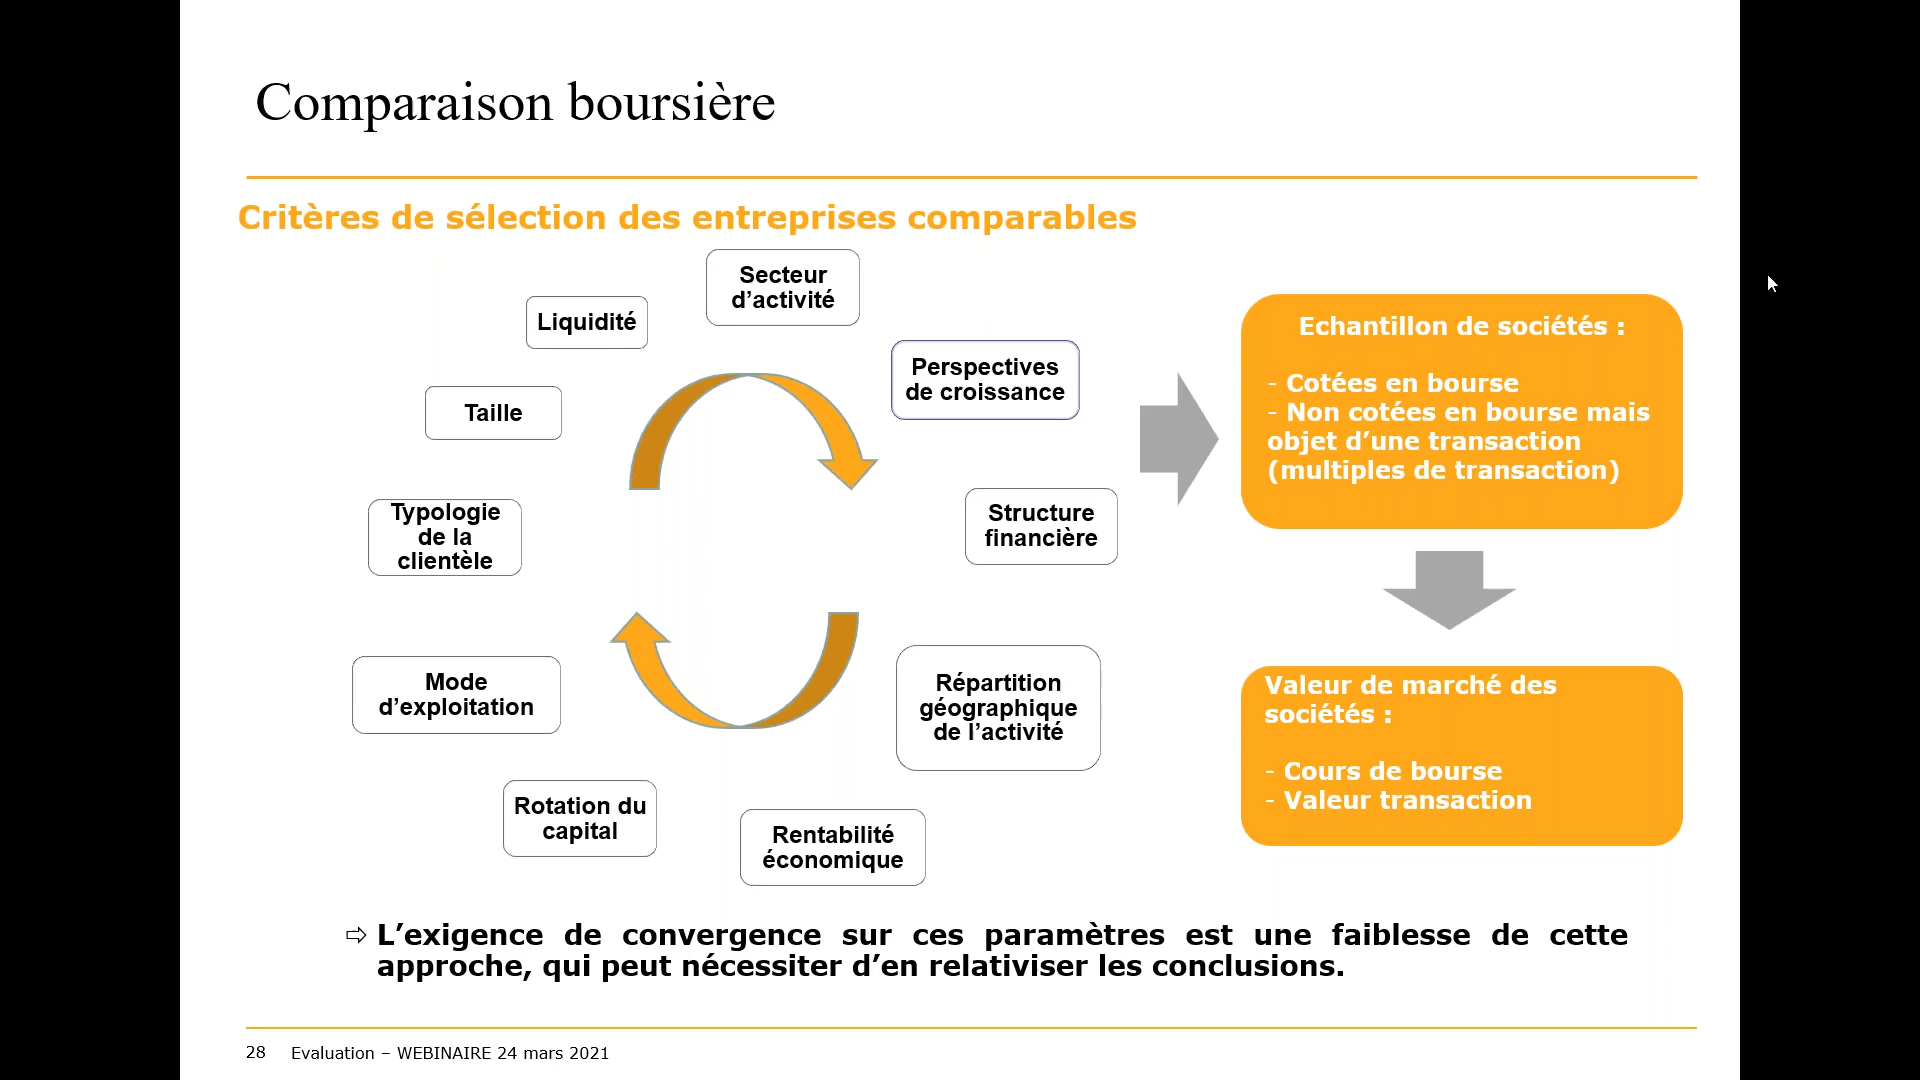 Comparaison boursière
Critères de sélection des entreprises comparables
Secteur
d’activité
Perspectives
de croissance
Structure
financière
Répartition
géographique
de l’activité
Rentabilité
économique
Rotation du
capital
Mode
d’exploitation
Typologie
de la
clientèle
Taille
Liquidité
Echantillon de sociétés :
- Cotées en bourse
- Non cotées en bourse mais
objet d’une transaction
(multiples de transaction)
Valeur de marché des
sociétés :
- Cours de bourse
- Valeur transaction
⇨ L’exigence de convergence sur ces paramètres est une faiblesse de cette
approche, qui peut nécessiter d’en relativiser les conclusions.
28 Evaluation – WEBINAIRE 24 mars 2021